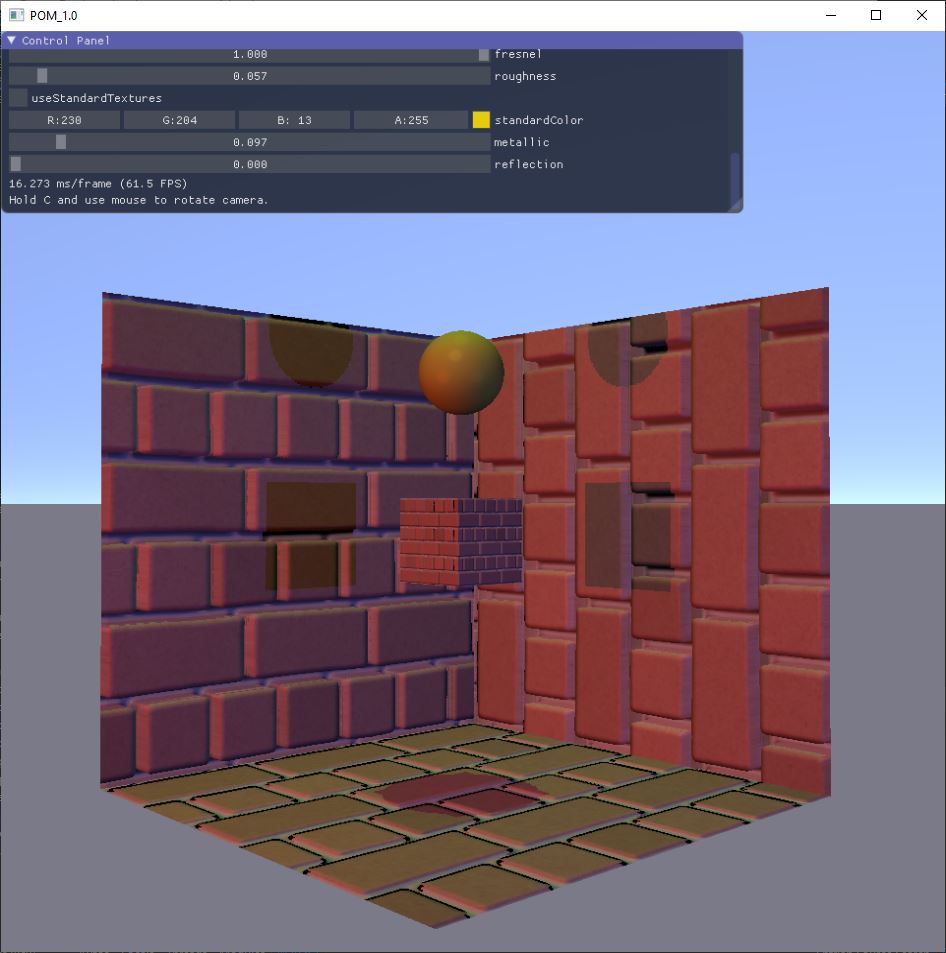 POM_1.0
Control Panel
1.000 fresnel
0.057 roughness
useStandardTextures
R:230 G:204 B: 13 A:255 standardColor
0.097 metallic
0.000 reflection
16.273 ms/frame (61.5 FPS)
Hold C and use mouse to rotate camera.